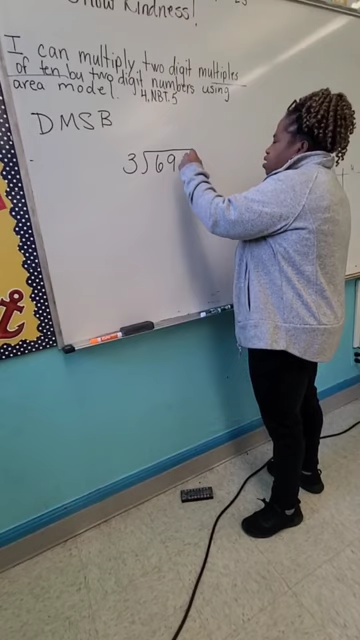 Show Kindness!
I can multiply two digit multiples
of ten by two digit numbers using
area model. 4.NBT.5
DMSB
3√69